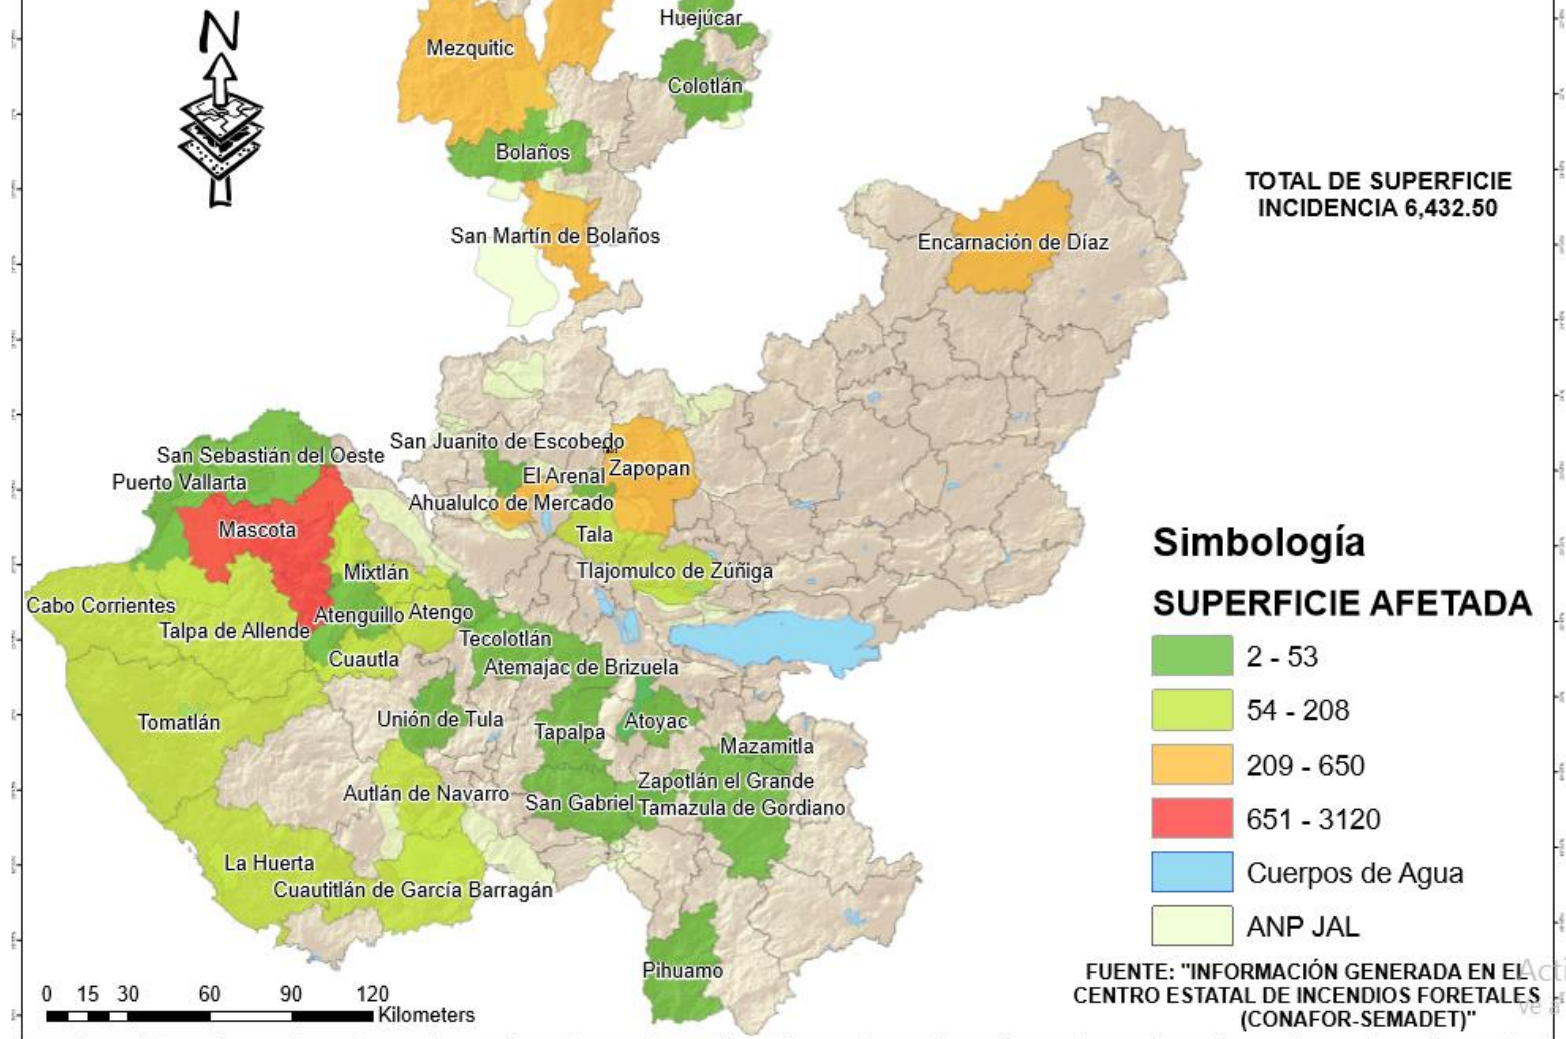 N
Huejúcar
Mezquitic
Colotlán
Bolaños
TOTAL DE SUPERFICIE
INCIDENCIA 6,432.50
San Martín de Bolaños
Encarnación de Díaz
San Juanito de Escobedo
San Sebastián del Oeste
El Arenal
Zapopan
Puerto Vallarta
Ahualulco de Mercado
Mascota
Tala
Mixtlán
Tlajomulco de Zúñiga
Cabo Corrientes
Atenguillo
Atengo
Talpa de Allende
Tecolotlán
Cuautla
Atemajac de Brizuela
Tomatlán
Unión de Tula
Tapalpa
Atoyac
Mazamitla
Autlán de Navarro
San Gabriel
Zapotlán el Grande
Tamazula de Gordiano
La Huerta
Cuautitlán de García Barragán
Pihuamo
Simbología
SUPERFICIE AFETADA
2 - 53
54 - 208
209 - 650
651 - 3120
Cuerpos de Agua
ANP JAL
0 15 30 60 90 120
Kilometers
FUENTE: "INFORMACIÓN GENERADA EN EL
CENTRO ESTATAL DE INCENDIOS FORETALES
(CONAFOR-SEMADET)"